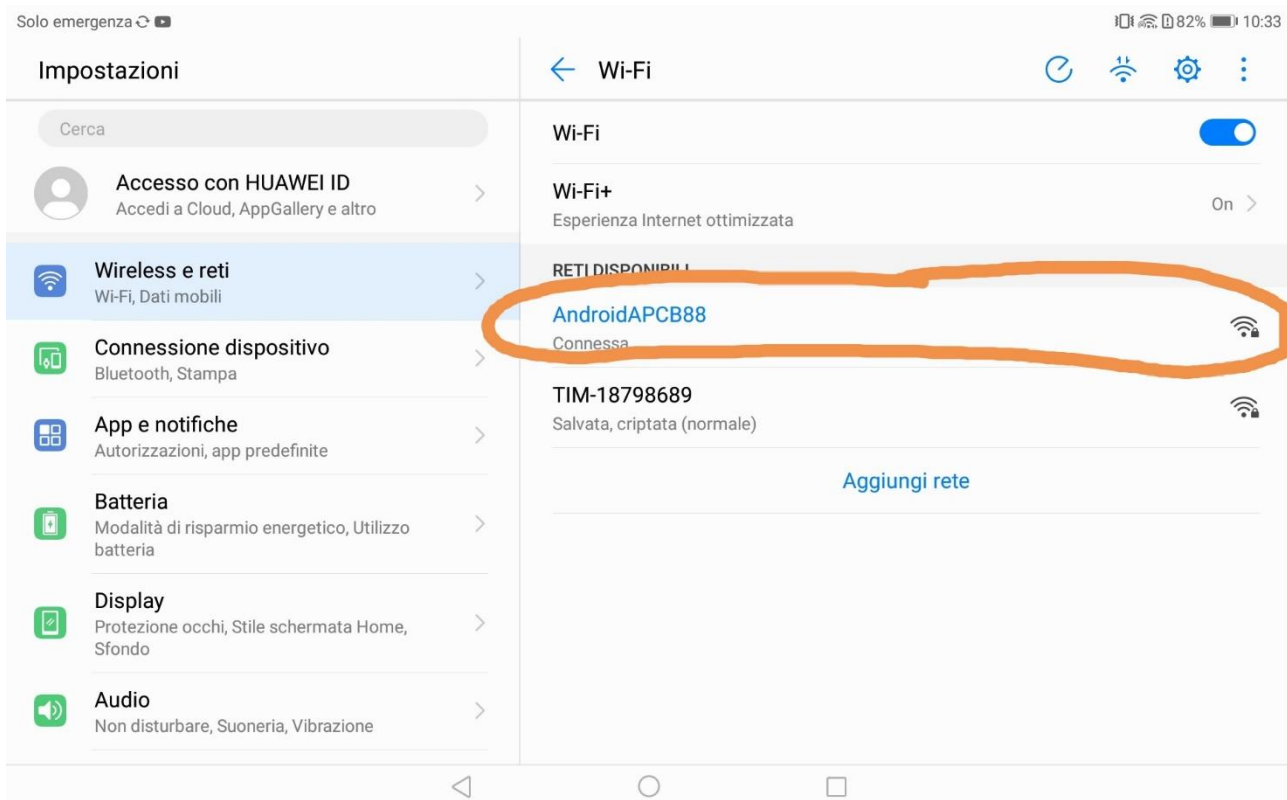 Solo emergenza
82% 10:33
Impostazioni
Cerca
Accesso con HUAWEI ID
Accedi a Cloud, AppGallery e altro
Wireless e reti
Wi-Fi, Dati mobili
Connessione dispositivo
Bluetooth, Stampa
App e notifiche
Autorizzazioni, app predefinite
Batteria
Modalità di risparmio energetico, Utilizzo
batteria
Display
Protezione occhi, Stile schermata Home,
Sfondo
Audio
Non disturbare, Suoneria, Vibrazione
Wi-Fi
Wi-Fi
Wi-Fi+
Esperienza Internet ottimizzata
On
RETI DISPONIBILI
AndroidAPCB88
Connessa
TIM-18798689
Salvata, criptata (normale)
Aggiungi rete